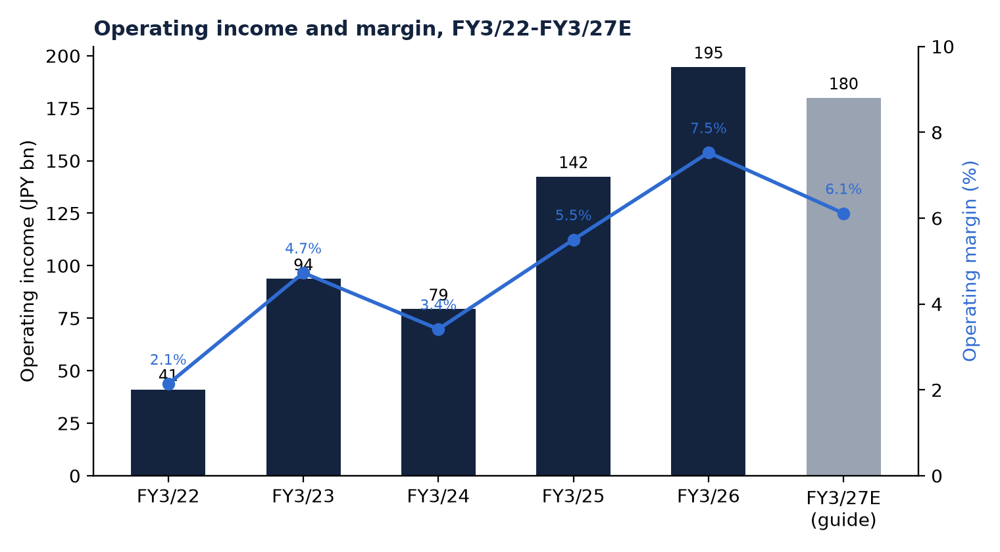 Operating income and margin, FY3/22-FY3/27E
Operating income (JPY bn)
200
175
150
125
100
75
50
25
0
195
180
142
94
79
41
7.5%
6.1%
5.5%
4.7%
3.4%
2.1%
10
8
6
4
2
0
Operating margin (%)
FY3/22
FY3/23
FY3/24
FY3/25
FY3/26
FY3/27E
(guide)